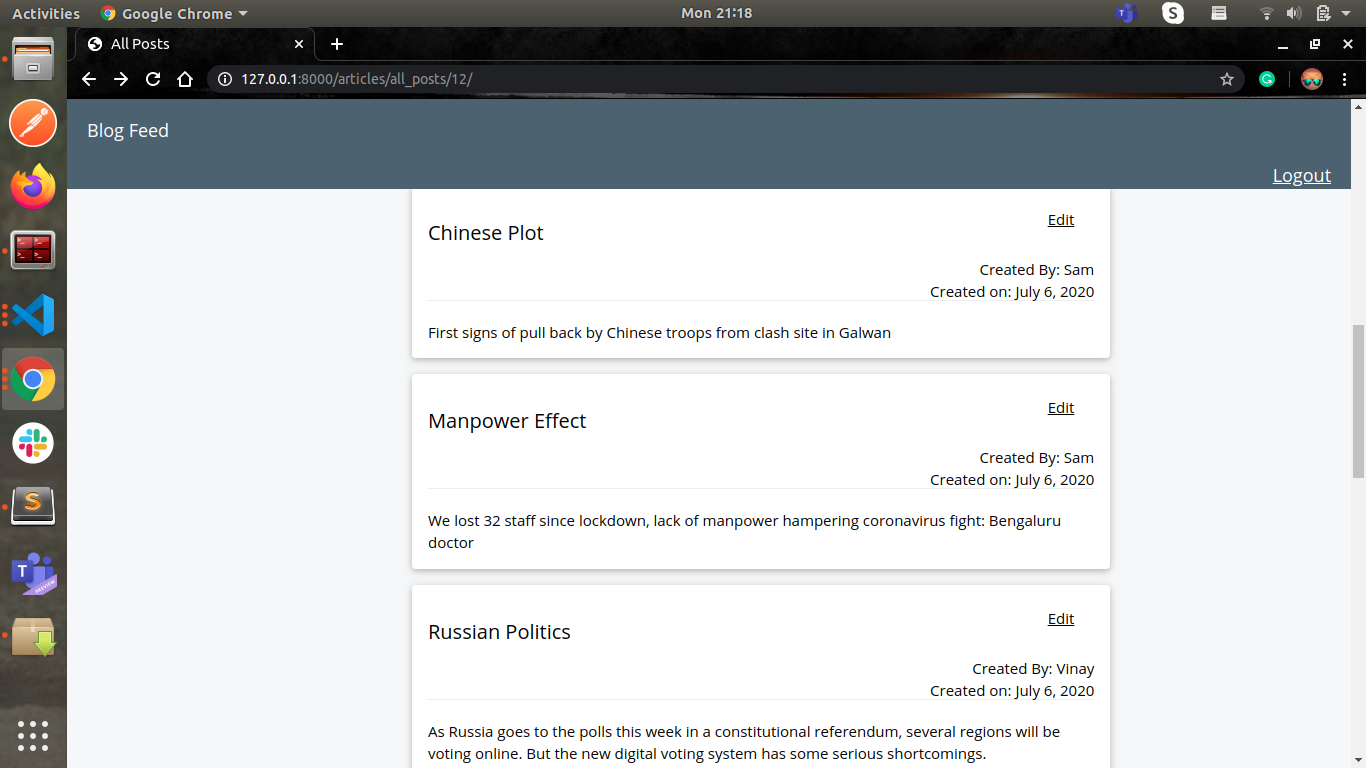 Activities
Google Chrome
Mon 21:18
All Posts
127.0.0.1:8000/articles/all_posts/12/
Blog Feed
Logout
Edit
Chinese Plot
Created By: Sam
Created on: July 6, 2020
First signs of pull back by Chinese troops from clash site in Galwan
Edit
Manpower Effect
Created By: Sam
Created on: July 6, 2020
We lost 32 staff since lockdown, lack of manpower hampering coronavirus fight: Bengaluru
doctor
Edit
Russian Politics
Created By: Vinay
Created on: July 6, 2020
As Russia goes to the polls this week in a constitutional referendum, several regions will be
voting online. But the new digital voting system has some serious shortcomings.
PREVIEW